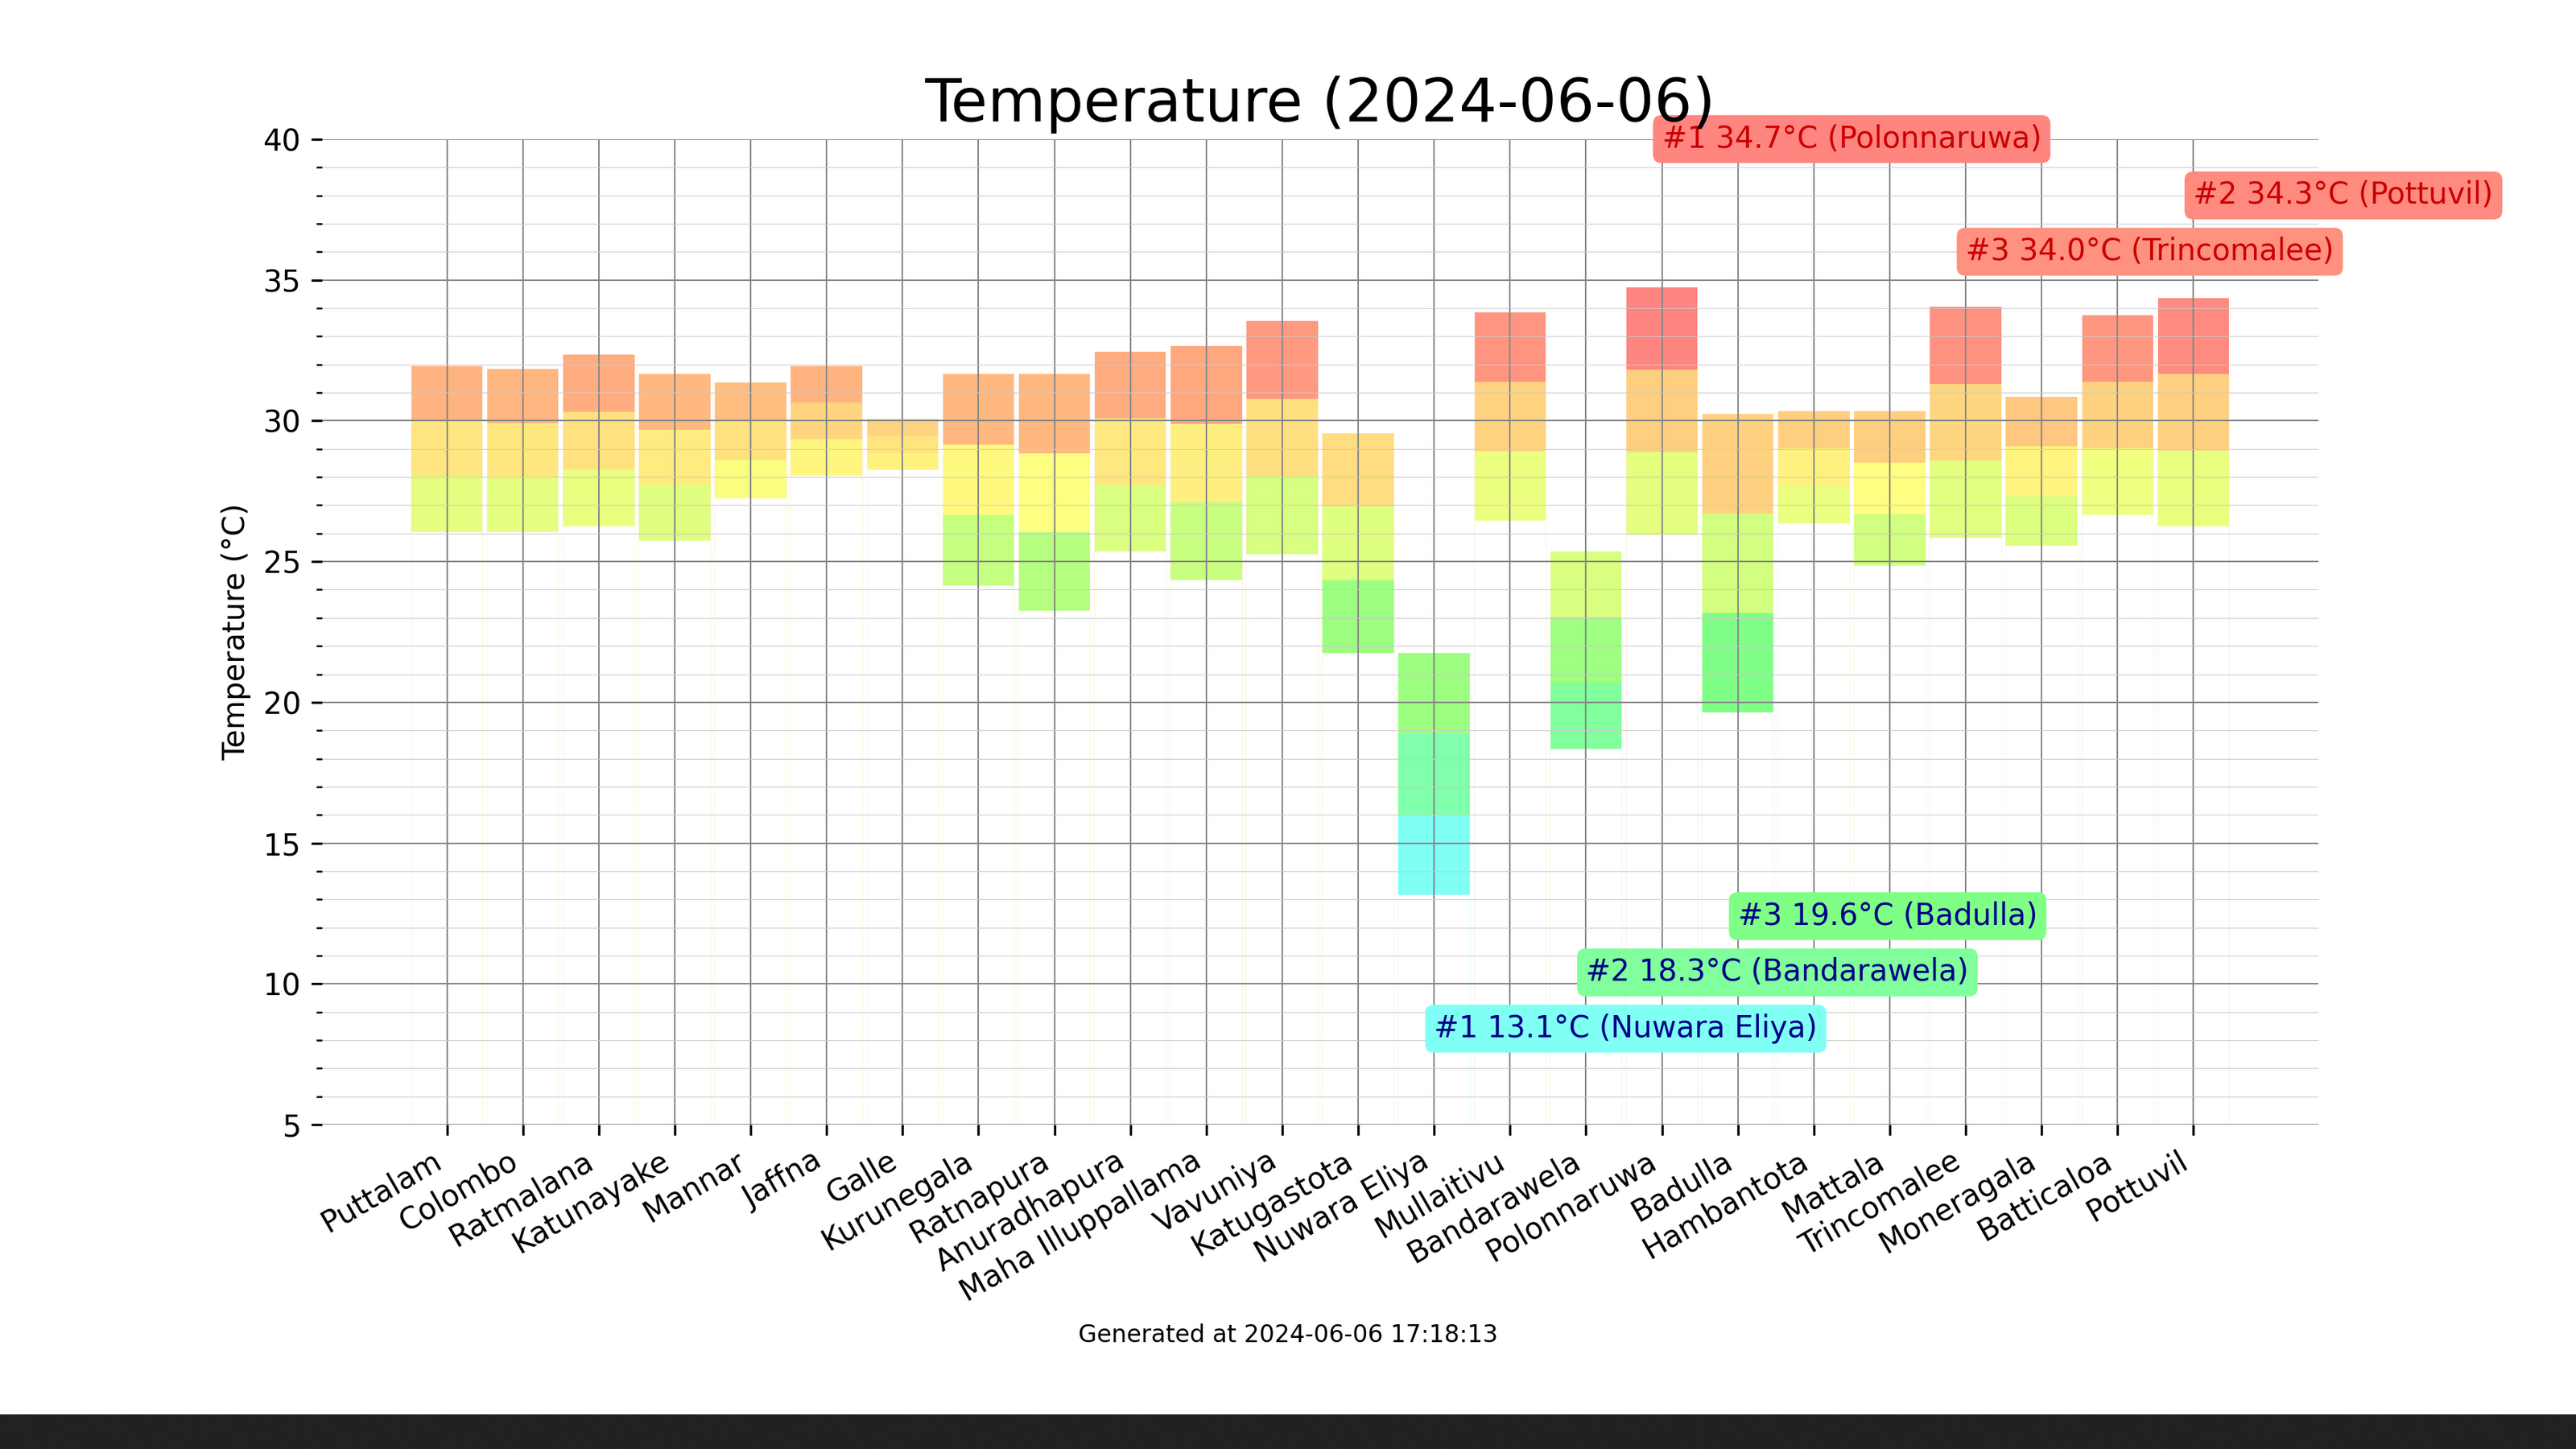 Temperature (2024-06-06)
#1 34.7°C (Polonnaruwa)
#2 34.3°C (Pottuvil)
#3 34.0°C (Trincomalee)
40
35
30
25
20
15
10
5
Temperature (°C)
#3 19.6°C (Badulla)
#2 18.3°C (Bandarawela)
#1 13.1°C (Nuwara Eliya)
Puttalam
Colombo
Ratmalana
Katunayake
Mannar
Jaffna
Galle
Kurunegala
Ratnapura
Anuradhapura
Maha Illuppallama
Vavuniya
Katugastota
Nuwara Eliya
Mullaitivu
Bandarawela
Polonnaruwa
Badulla
Hambantota
Mattala
Trincomalee
Moneragala
Batticaloa
Pottuvil
Generated at 2024-06-06 17:18:13